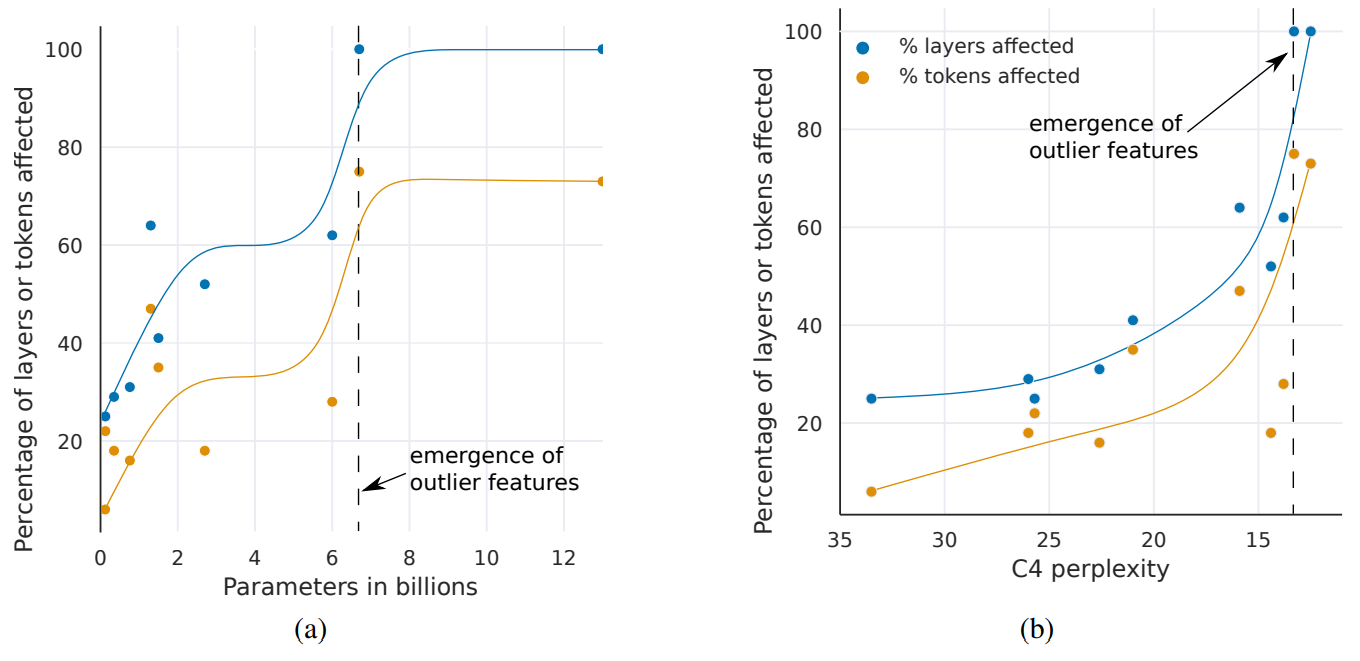 Percentage of layers or tokens affected
100
80
60
40
20
0
2
4
6
8
10
12
Parameters in billions
emergence of
outlier features
(a)
Percentage of layers or tokens affected
100
80
60
40
20
35
30
25
20
15
C4 perplexity
% layers affected
% tokens affected
emergence of
outlier features
(b)